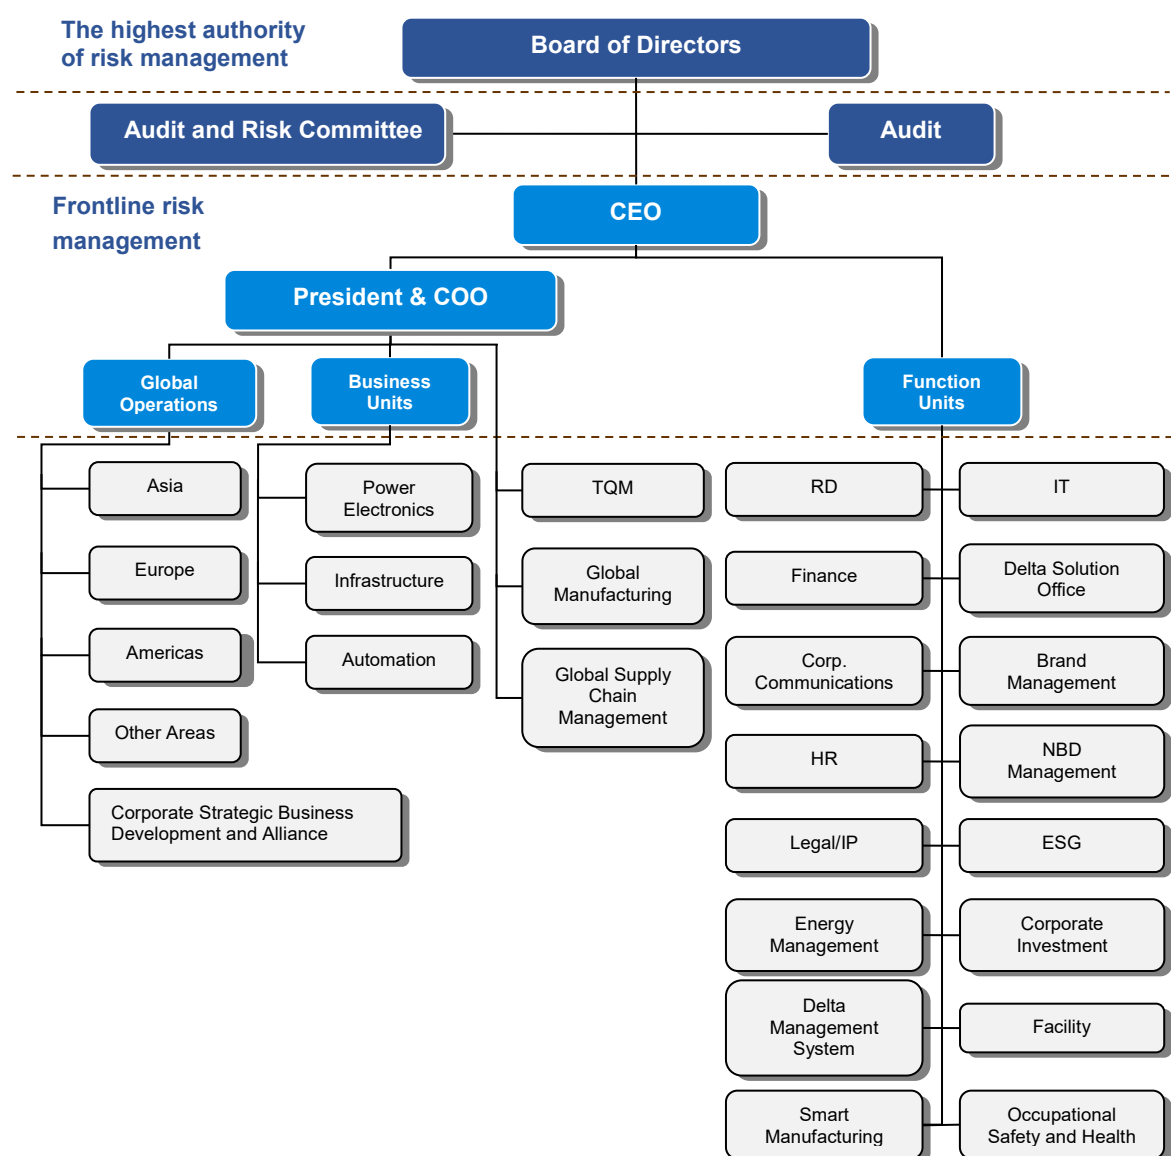 The highest authority
of risk management
Board of Directors
Audit and Risk Committee
Audit
Frontline risk
management
CEO
President & COO
Global
Operations
Business
Units
Function
Units
Asia
Europe
Americas
Other Areas
Corporate Strategic Business
Development and Alliance
Power
Electronics
Infrastructure
Automation
TQM
Global
Manufacturing
Global Supply
Chain
Management
RD
IT
Finance
Delta Solution
Office
Corp.
Communications
Brand
Management
HR
NBD
Management
Legal/IP
ESG
Energy
Management
Corporate
Investment
Delta
Management
System
Facility
Smart
Manufacturing
Occupational
Safety and Health